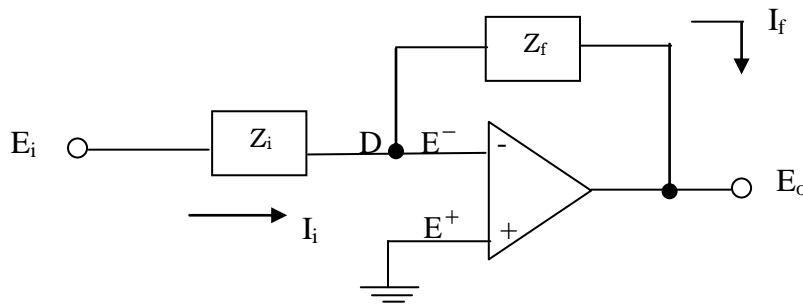 I_f
Z_f
E_i
Z_i
D E^− -
E_o
I_i
E^+ +